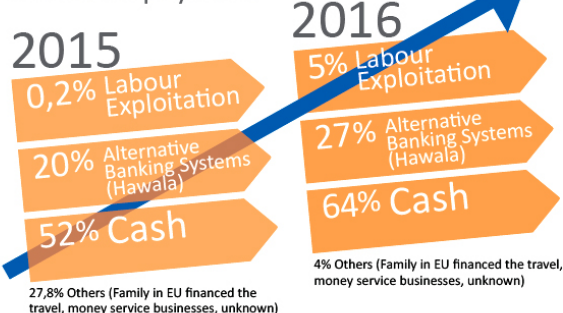 2015
0,2% Labour
Exploitation
20% Alternative
Banking Systems
(Hawala)
52% Cash
27,8% Others (Family in EU financed the
travel, money service businesses, unknown)
2016
5% Labour
Exploitation
27% Alternative
Banking Systems
(Hawala)
64% Cash
4% Others (Family in EU financed the travel,
money service businesses, unknown)